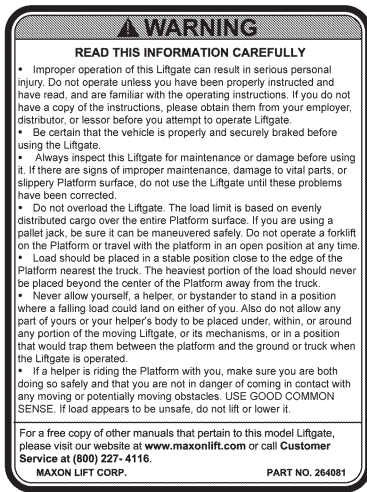 WARNING
READ THIS INFORMATION CAREFULLY
• Improper operation of this Liftgate can result in serious personal
injury. Do not operate unless you have been properly instructed and
have read, and are familiar with the operating instructions. If you do not
have a copy of the instructions, please obtain them from your employer,
distributor, or lessor before you attempt to operate Liftgate.
• Be certain that the vehicle is properly and securely braked before
using the Liftgate.
• Always inspect this Liftgate for maintenance or damage before using
it. If there are signs of improper maintenance, damage to vital parts, or
slippery Platform surface, do not use the Liftgate until these problems
have been corrected.
• Do not overload the Liftgate. The load limit is based on evenly
distributed cargo over the entire Platform surface. If you are using a
pallet jack, be sure it can be maneuvered safely. Do not operate a forklift
on the Platform or travel with the platform in an open position at any time.
• Load should be placed in a stable position close to the edge of the
Platform nearest the truck. The heaviest portion of the load should never
be placed beyond the center of the Platform away from the truck.
• Never allow yourself, a helper, or bystander to stand in a position
where a falling load could land on either of you. Also do not allow any
part of yours or your helper's body to be placed under, within, or around
any portion of the moving Liftgate, or its mechanisms, or in a position
that would trap them between the platform and the ground or truck when
the Liftgate is operated.
• If a helper is riding the Platform with you, make sure you are both
doing so safely and that you are not in danger of coming in contact with
any moving or potentially moving obstacles. USE GOOD COMMON
SENSE. If load appears to be unsafe, do not lift or lower it.
For a free copy of other manuals that pertain to this model Liftgate,
please visit our website at www.maxonlift.com or call Customer
Service at (800) 227- 4116.
MAXON LIFT CORP. PART NO. 264081